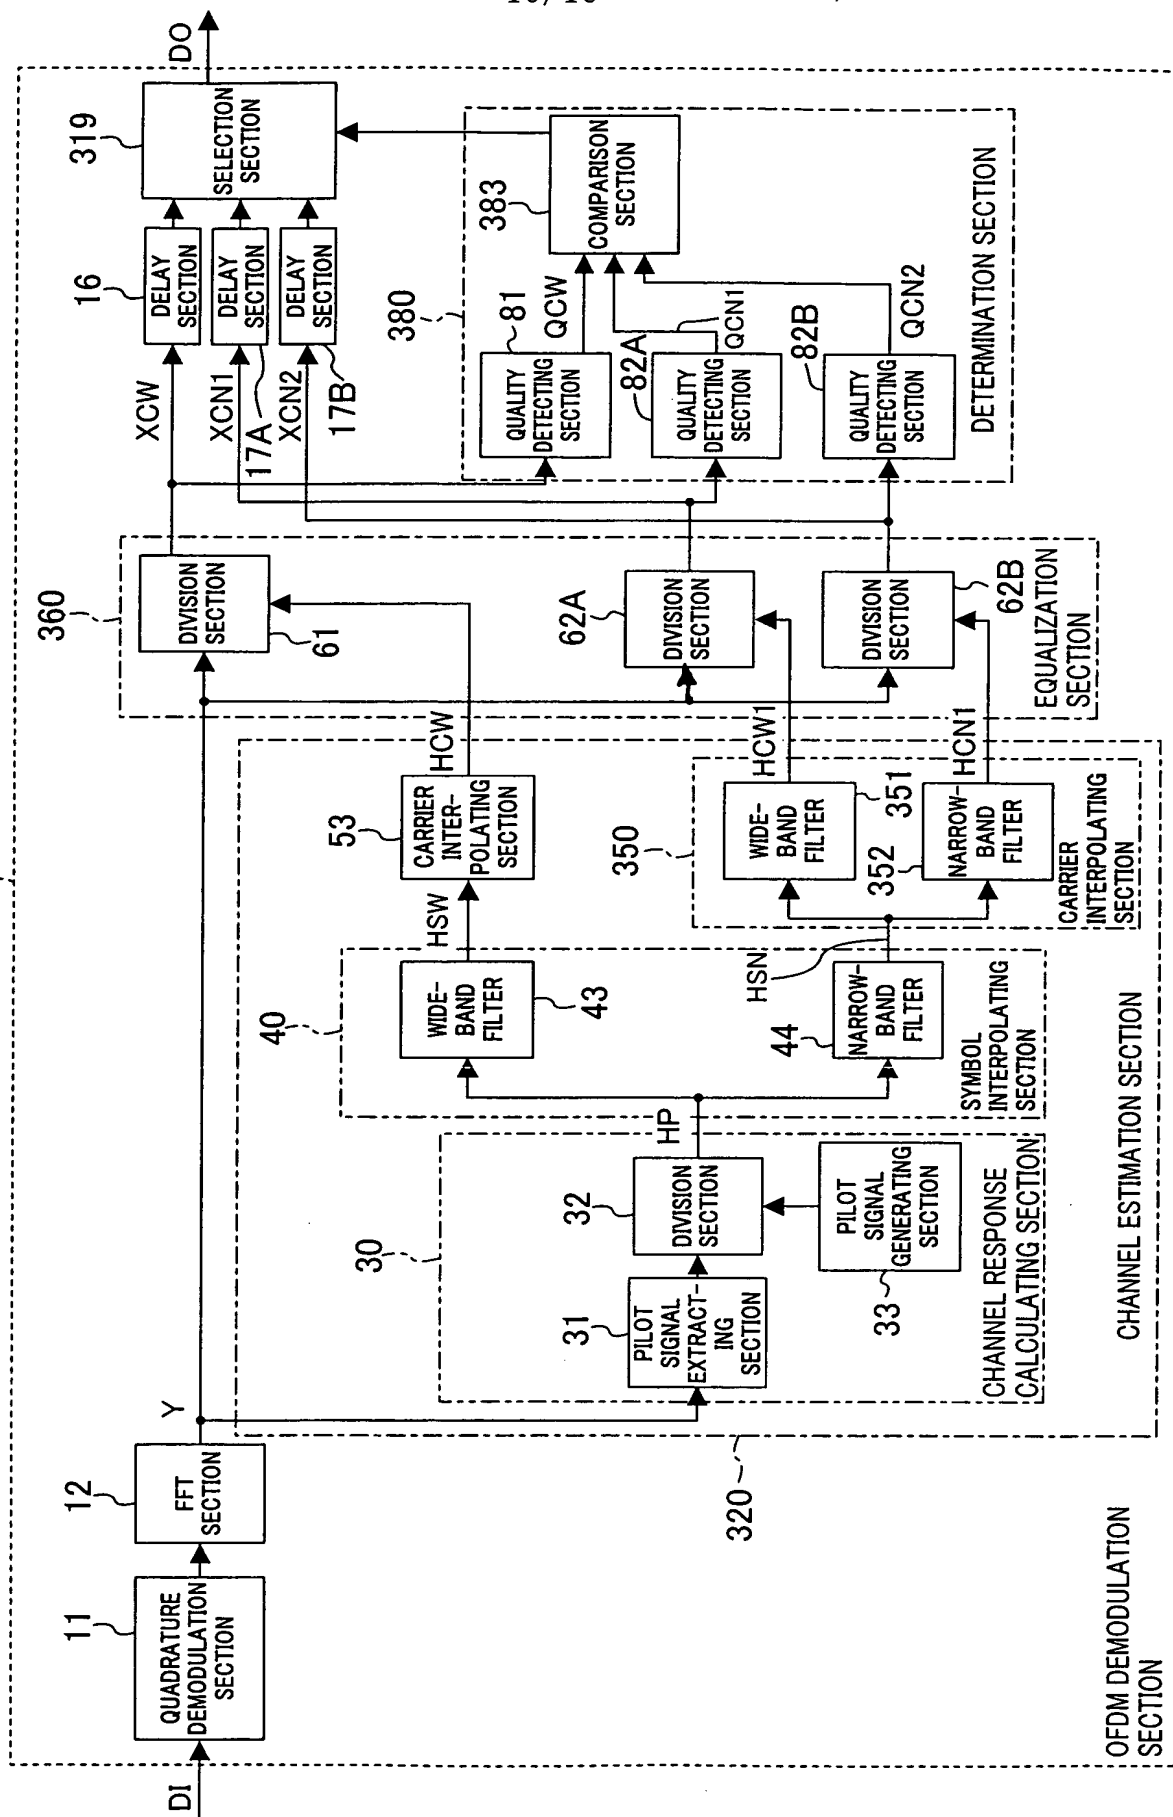 DI
11
QUADRATURE
DEMODULATION
SECTION
12
FFT
SECTION
Y
OFDM DEMODULATION
SECTION
320
CHANNEL ESTIMATION SECTION
30
31
PILOT
SIGNAL
EXTRACT-
ING
SECTION
32
DIVISION
SECTION
33
PILOT
SIGNAL
GENERATING
SECTION
CHANNEL RESPONSE
CALCULATING SECTION
HP
40
WIDE-
BAND
FILTER
43
44
NARROW-
BAND
FILTER
SYMBOL
INTERPOLATING
SECTION
HSW
HSN
53
CARRIER
INTER-
POLATING
SECTION
350
WIDE-
BAND
FILTER
351
352
NARROW-
BAND
FILTER
CARRIER
INTERPOLATING
SECTION
HCW
HCW1
HCN1
360
DIVISION
SECTION
61
62A
DIVISION
SECTION
DIVISION
SECTION
62B
EQUALIZATION
SECTION
XCW
XCN1
17A
XCN2
17B
16
DELAY
SECTION
DELAY
SECTION
DELAY
SECTION
380
QUALITY
DETECTING
SECTION
81
QCW
82A
QUALITY
DETECTING
SECTION
QCN1
82B
QUALITY
DETECTING
SECTION
QCN2
383
COMPARISON
SECTION
DETERMINATION SECTION
319
SELECTION
SECTION
DO